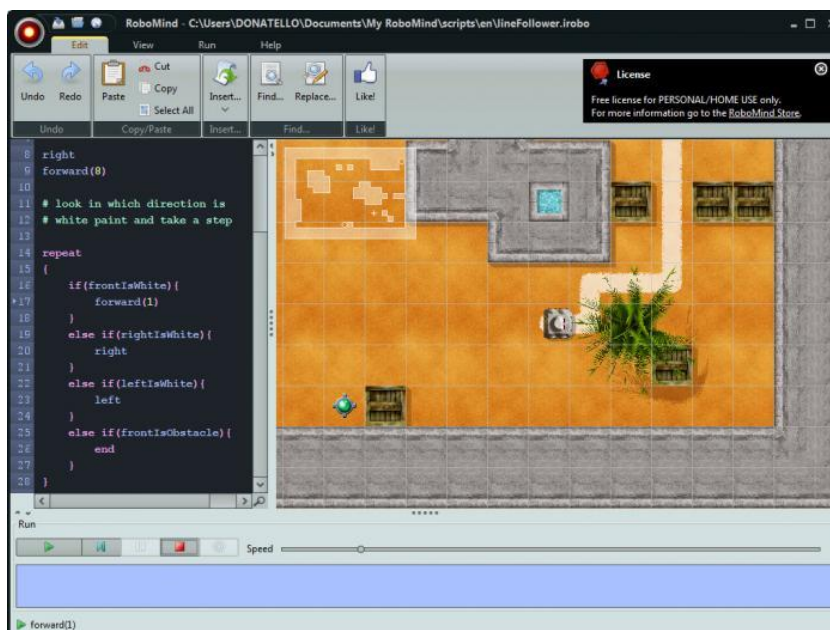 RoboMind - C:\Users\DONATELLO\Documents\My RoboMind\scripts\en\lineFollower.irobo
Edit View Run Help
Undo Redo Paste Cut Copy Select All Insert... Find... Replace... Like!
Undo Copy/Paste Insert... Find... Like!
License
Free license for PERSONAL/HOME USE only.
For more information go to the RoboMind Store.
8 right
9 forward(8)
10
11 # look in which direction is
12 # white paint and take a step
13
14 repeat
15 {
16 if(frontIsWhite){
17 forward(1)
18 }
19 else if(rightIsWhite){
20 right
21 }
22 else if(leftIsWhite){
23 left
24 }
25 else if(frontIsObstacle){
26 end
27 }
28 }
Run
Speed
forward(1)